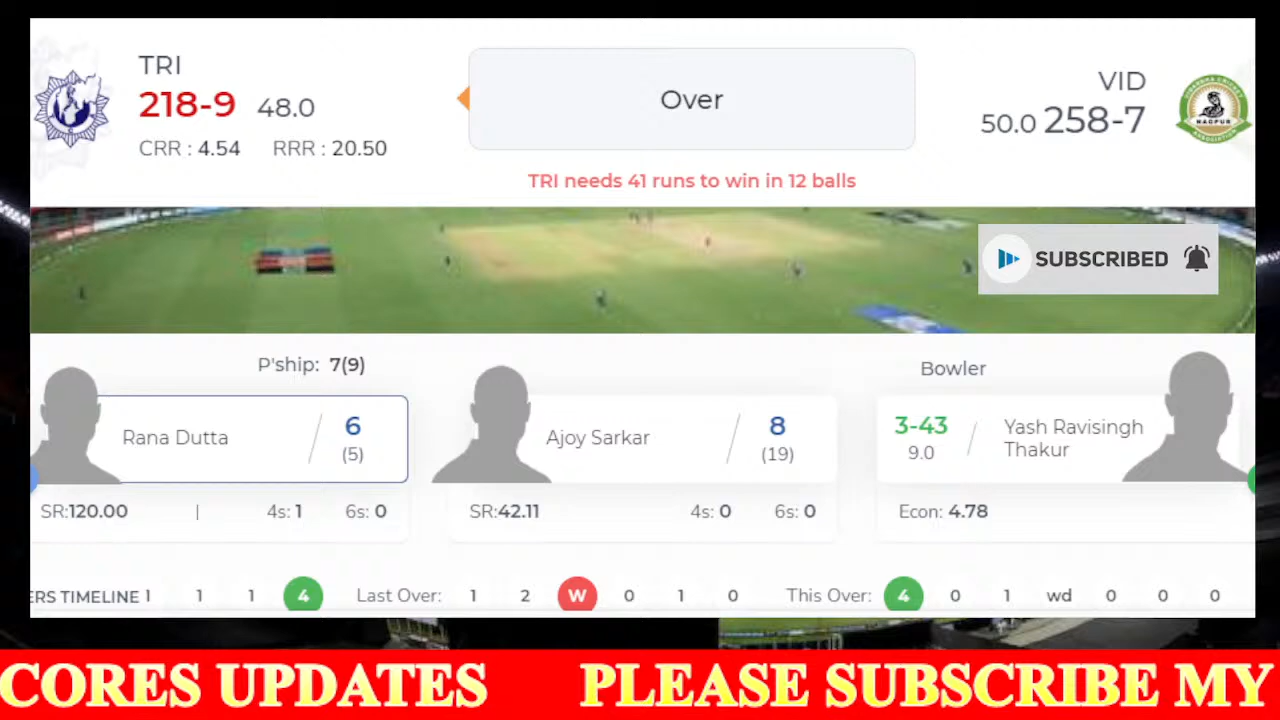 TRI
218-9 48.0
CRR : 4.54 RRR : 20.50
Over
TRI needs 41 runs to win in 12 balls
VID
50.0 258-7
NAGPUR
SUBSCRIBED
P'ship: 7(9)
Rana Dutta 6 (5)
SR:120.00 | 4s: 1 6s: 0
Ajoy Sarkar 8 (19)
SR:42.11 4s: 0 6s: 0
Bowler
3-43 9.0 Yash Ravisingh Thakur
Econ: 4.78
ERS TIMELINE 1 1 1 4 Last Over: 1 2 W 0 1 0 This Over: 4 0 1 wd 0 0 0
CORES UPDATES PLEASE SUBSCRIBE MY